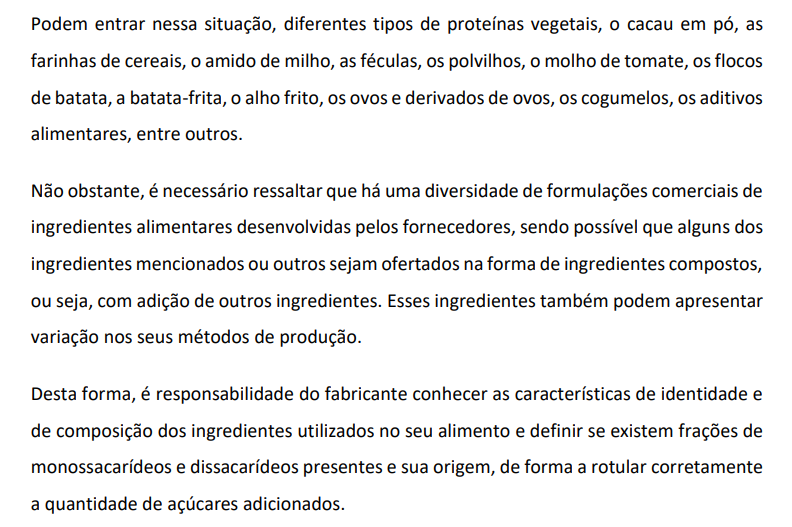 Podem entrar nessa situação, diferentes tipos de proteínas vegetais, o cacau em pó, as
farinhas de cereais, o amido de milho, as féculas, os polvilhos, o molho de tomate, os flocos
de batata, a batata-frita, o alho frito, os ovos e derivados de ovos, os cogumelos, os aditivos
alimentares, entre outros.
Não obstante, é necessário ressaltar que há uma diversidade de formulações comerciais de
ingredientes alimentares desenvolvidas pelos fornecedores, sendo possível que alguns dos
ingredientes mencionados ou outros sejam ofertados na forma de ingredientes compostos,
ou seja, com adição de outros ingredientes. Esses ingredientes também podem apresentar
variação nos seus métodos de produção.
Desta forma, é responsabilidade do fabricante conhecer as características de identidade e
de composição dos ingredientes utilizados no seu alimento e definir se existem frações de
monossacarídeos e dissacarídeos presentes e sua origem, de forma a rotular corretamente
a quantidade de açúcares adicionados.